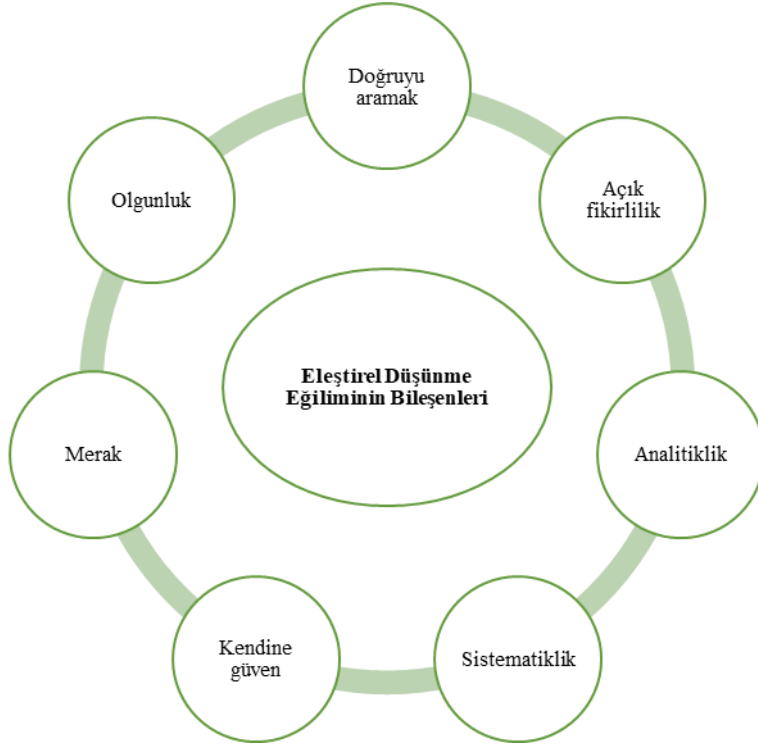 Doğruyu
aramak
Açık
fikirlilik
Olgunluk
Eleştirel Düşünme
Eğiliminin Bileşenleri
Merak
Analitiklik
Kendine
güven
Sistematiklik